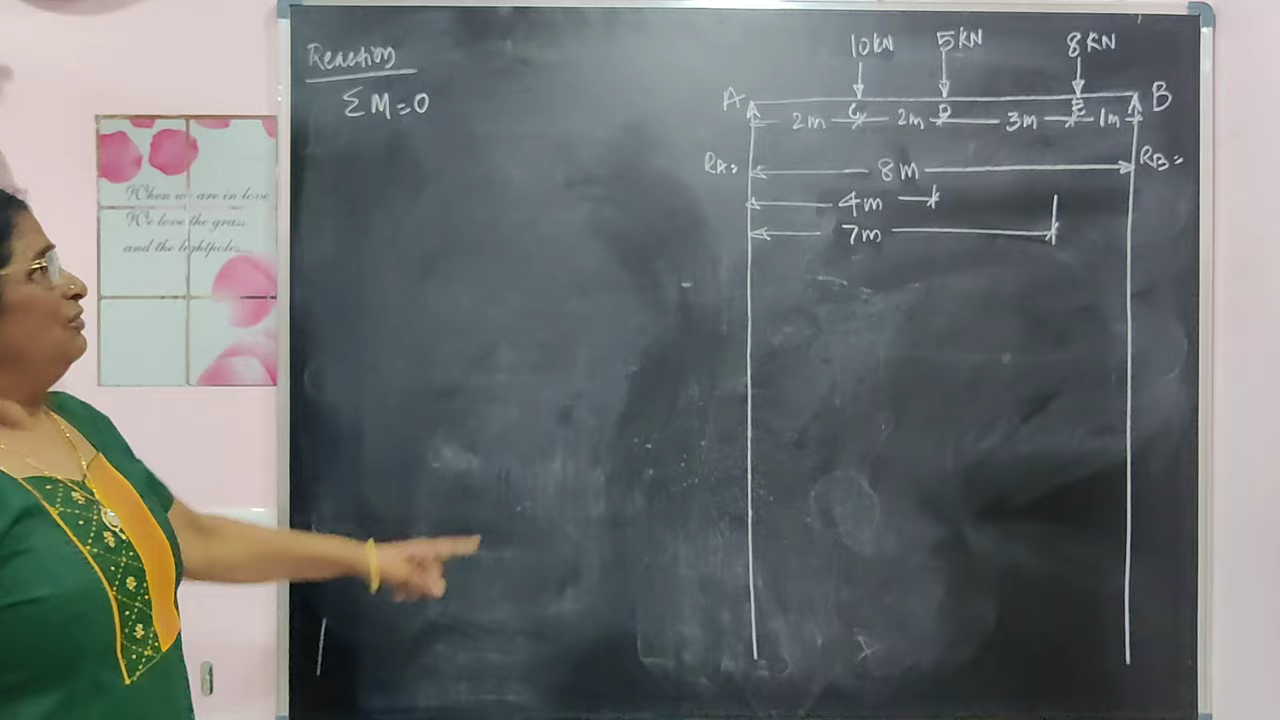 When we are in love
We love the grass
and the lightpoles
Reaction
ΣM=0
10KN 5KN 8KN
A B
C D E
2m 2m 3m 1m
RA= 8m RB=
4m
7m